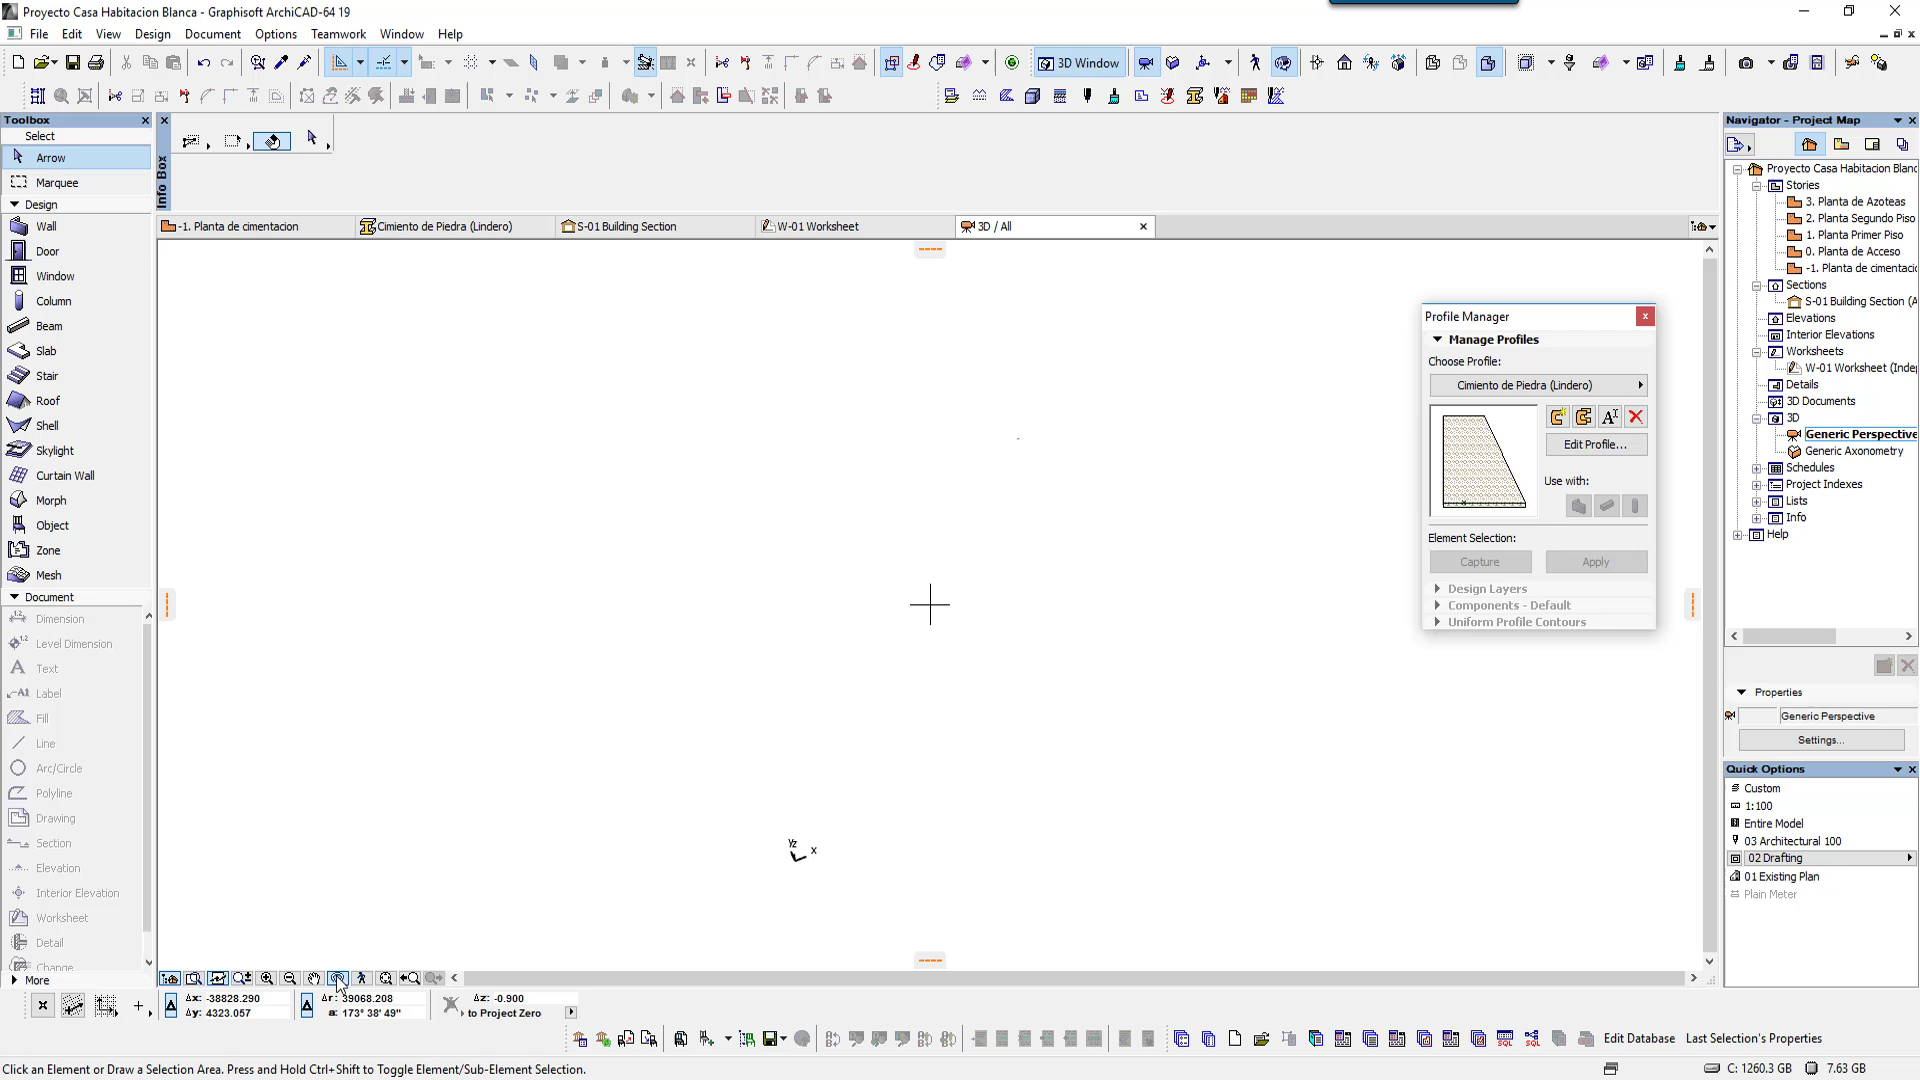 Proyecto Casa Habitacion Blanca - Graphisoft ArchiCAD-64 19
File Edit View Design Document Options Teamwork Window Help
3D Window
Toolbox
Select
Arrow
Marquee
Design
Wall
Door
Window
Column
Beam
Slab
Stair
Roof
Shell
Skylight
Curtain Wall
Morph
Object
Zone
Mesh
Document
Dimension
Level Dimension
Text
Label
Fill
Line
Arc/Circle
Polyline
Drawing
Section
Elevation
Interior Elevation
Worksheet
Detail
Change
More
Info Box
-1. Planta de cimentacion
Cimiento de Piedra (Lindero)
S-01 Building Section
W-01 Worksheet
3D / All
Profile Manager
Manage Profiles
Choose Profile:
Cimiento de Piedra (Lindero)
Edit Profile...
Use with:
Element Selection:
Capture Apply
Design Layers
Components - Default
Uniform Profile Contours
Yz x
Navigator - Project Map
Proyecto Casa Habitacion Blanc
Stories
3. Planta de Azoteas
2. Planta Segundo Piso
1. Planta Primer Piso
0. Planta de Acceso
-1. Planta de cimentacic
Sections
S-01 Building Section (A
Elevations
Interior Elevations
Worksheets
W-01 Worksheet (Inde
Details
3D Documents
3D
Generic Perspective
Generic Axonometry
Schedules
Project Indexes
Lists
Info
Help
Properties
Generic Perspective
Settings...
Quick Options
Custom
1:100
Entire Model
03 Architectural 100
02 Drafting
01 Existing Plan
Plain Meter
Δx: -38828.290
Δy: 4323.057
Δr: 39068.208
a: 173° 38' 49"
Δz: -0.900
to Project Zero
Edit Database Last Selection's Properties
Click an Element or Draw a Selection Area. Press and Hold Ctrl+Shift to Toggle Element/Sub-Element Selection.
C: 1260.3 GB 7.63 GB